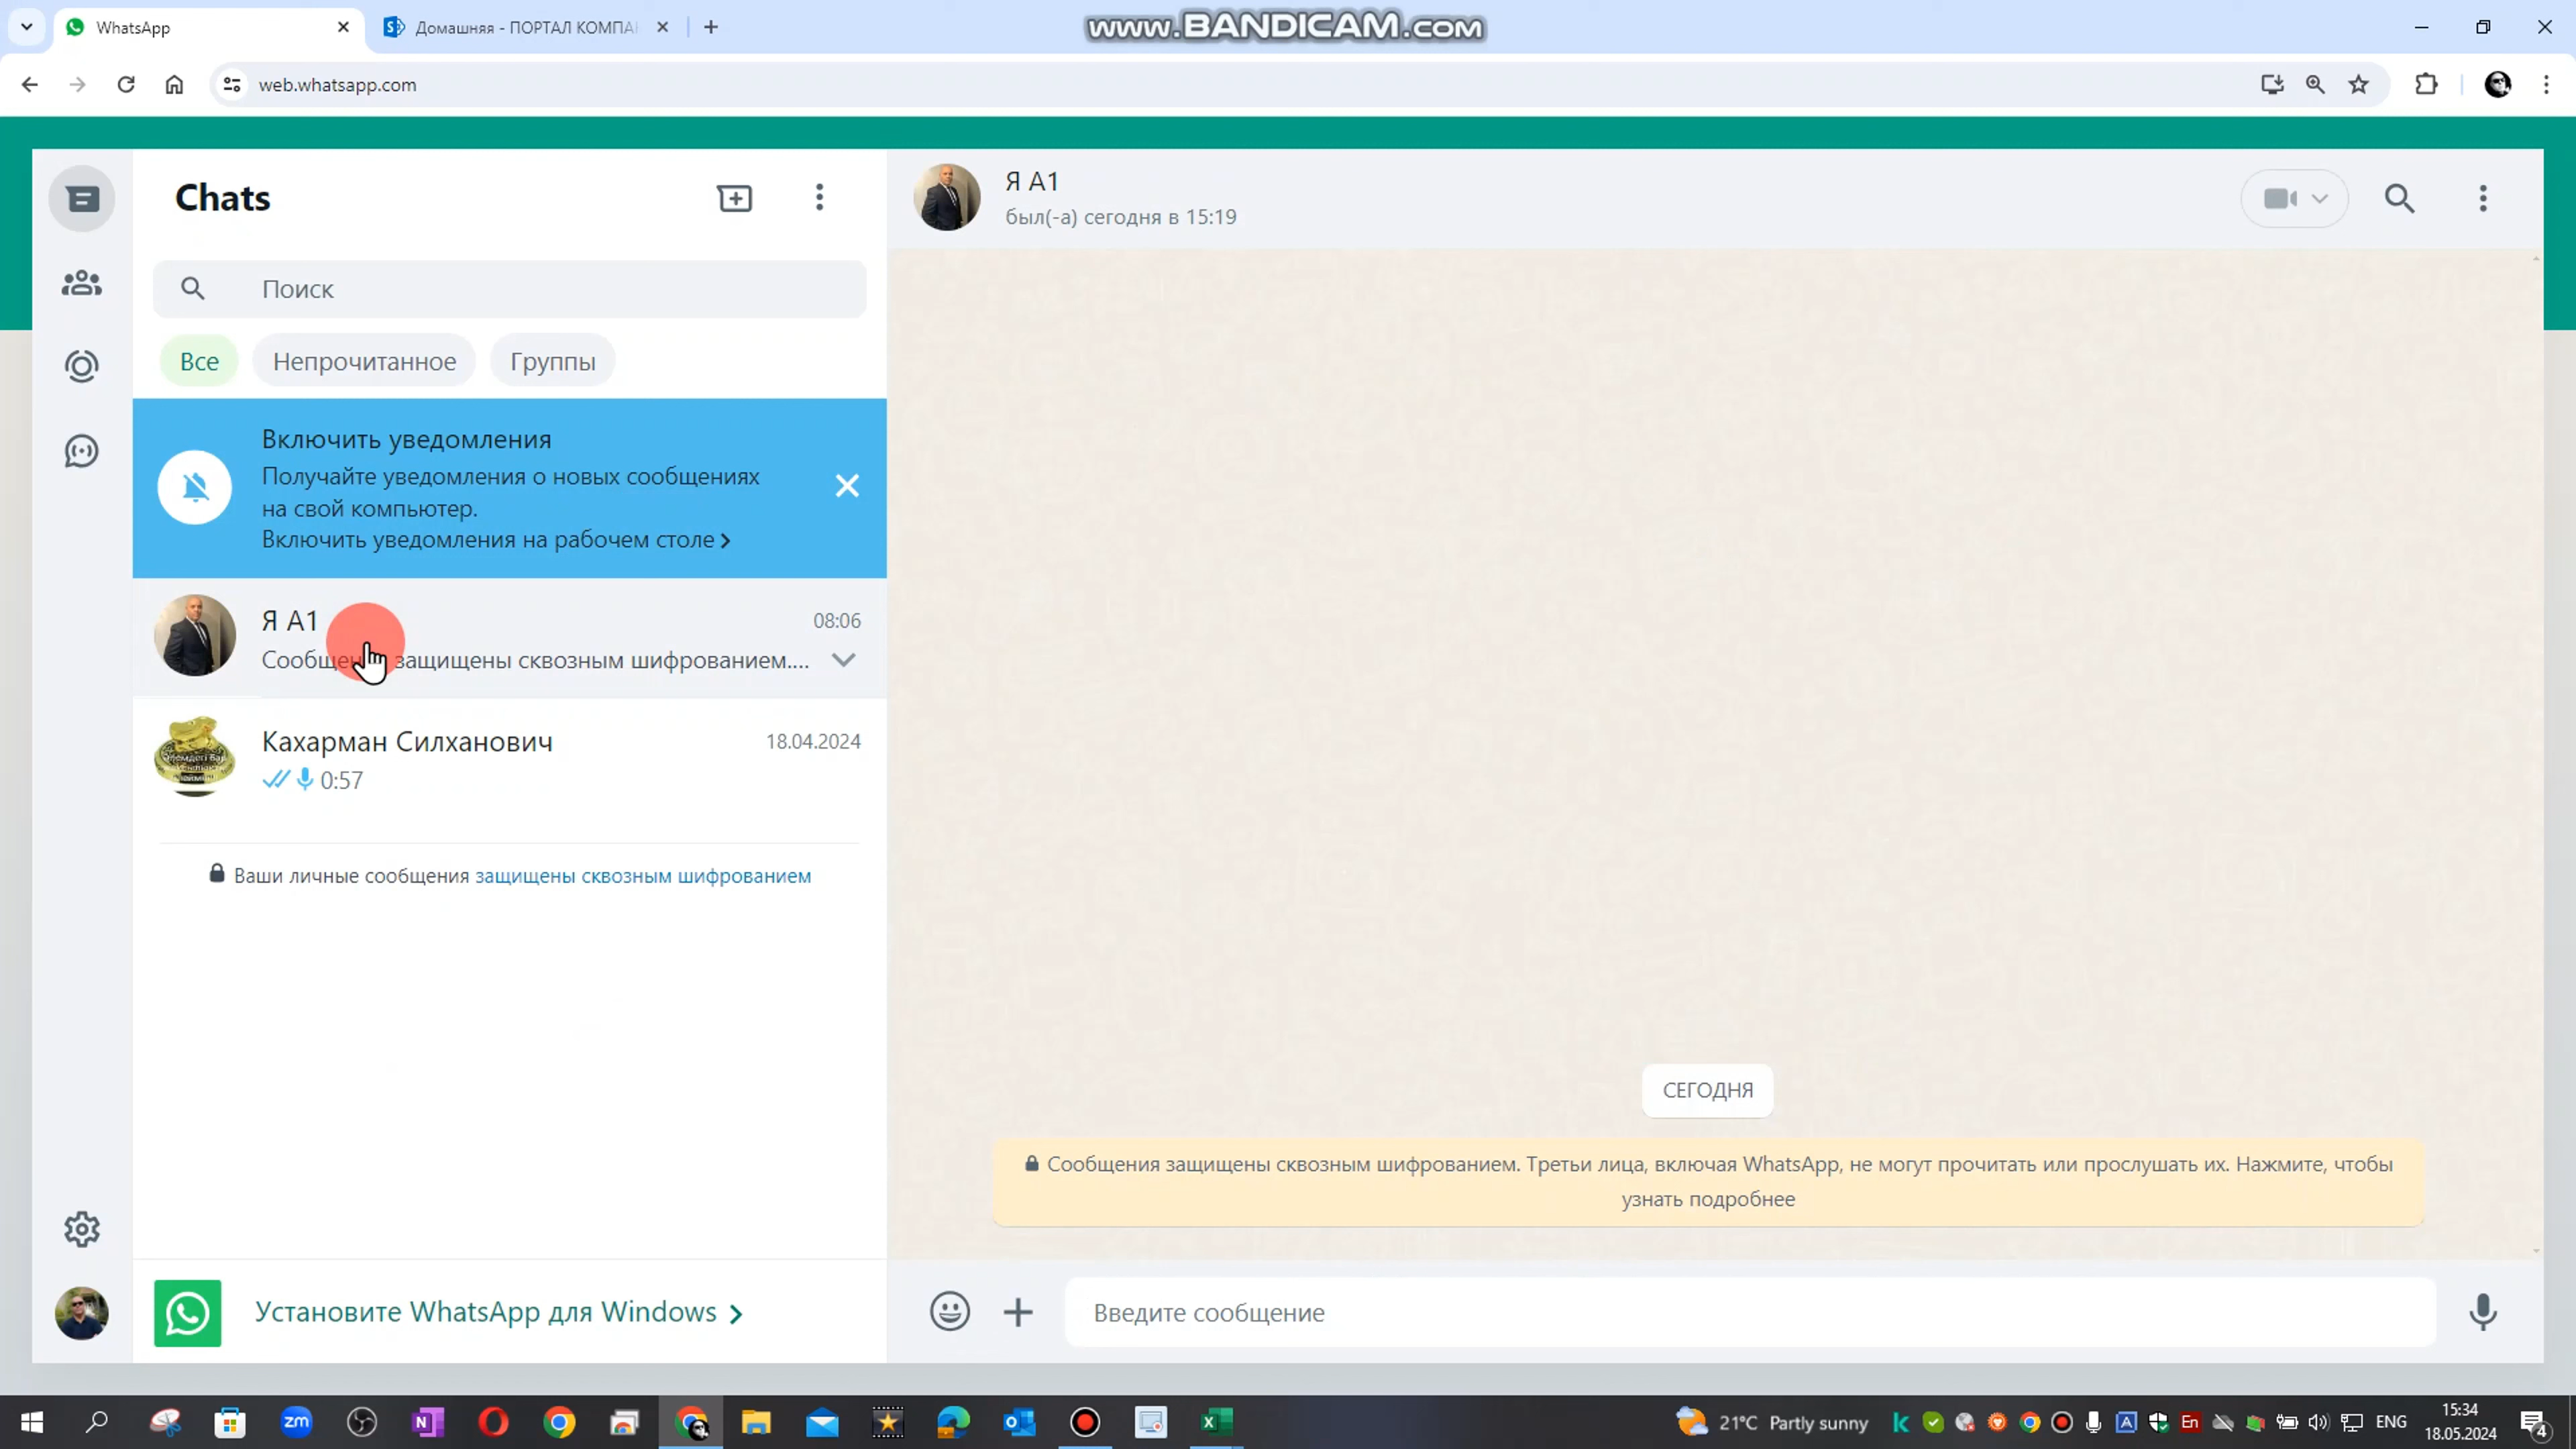 WhatsApp
Домашняя - ПОРТАЛ КОМПА
www.BANDICAM.com
web.whatsapp.com
Chats
Я А1
был(-а) сегодня в 15:19
Поиск
Все
Непрочитанное
Группы
Включить уведомления
Получайте уведомления о новых сообщениях
на свой компьютер.
Включить уведомления на рабочем столе
Я А1
08:06
защищены сквозным шифрованием....
Кахарман Силханович
18.04.2024
0:57
Ваши личные сообщения защищены сквозным шифрованием
СЕГОДНЯ
Сообщения защищены сквозным шифрованием. Третьи лица, включая WhatsApp, не могут прочитать или прослушать их. Нажмите, чтобы
узнать подробнее
Установите WhatsApp для Windows
Введите сообщение
zm
21°C Partly sunny
En
ENG
15:34
18.05.2024
4